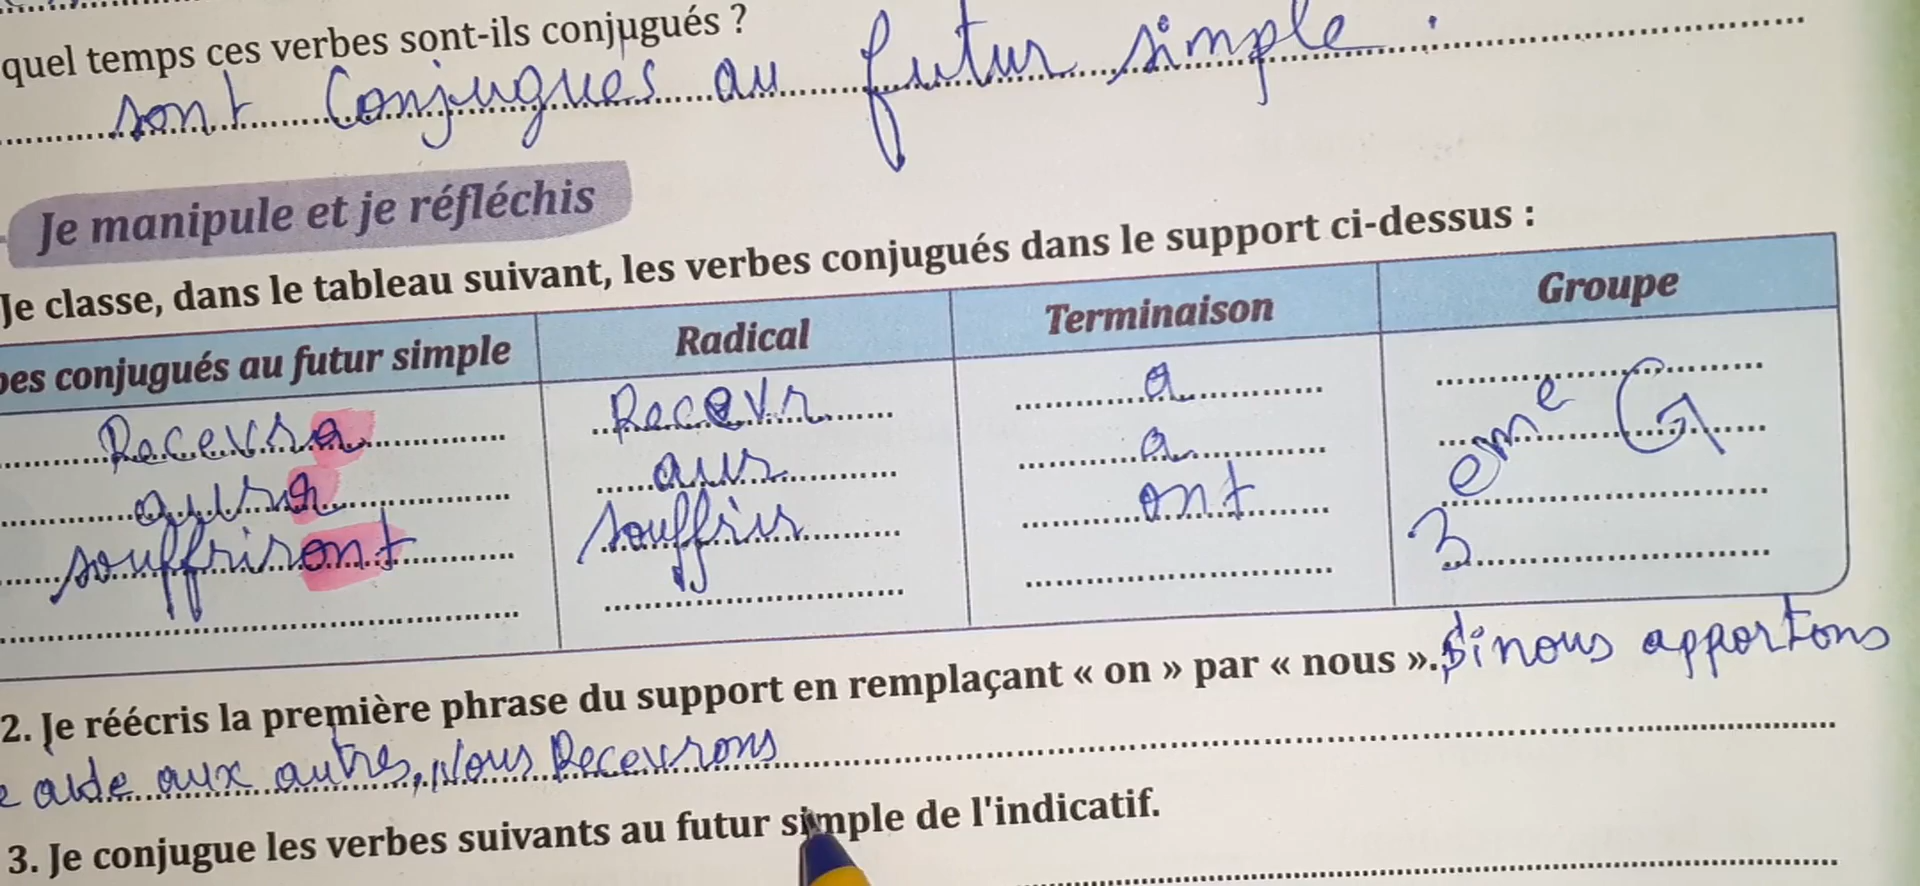 quel temps ces verbes sont-ils conjugués ?
sont conjugués au futur simple.
Je manipule et je réfléchis
Je classe, dans le tableau suivant, les verbes conjugués dans le support ci-dessus :
bes conjugués au futur simple Radical Terminaison Groupe
Recevra Recevr a
aura aur a
souffriront souffrir ont
3 eme G
2. Je réécris la première phrase du support en remplaçant « on » par « nous ». Si nous apportons
e aide aux autres, Nous Recevrons
3. Je conjugue les verbes suivants au futur simple de l'indicatif.